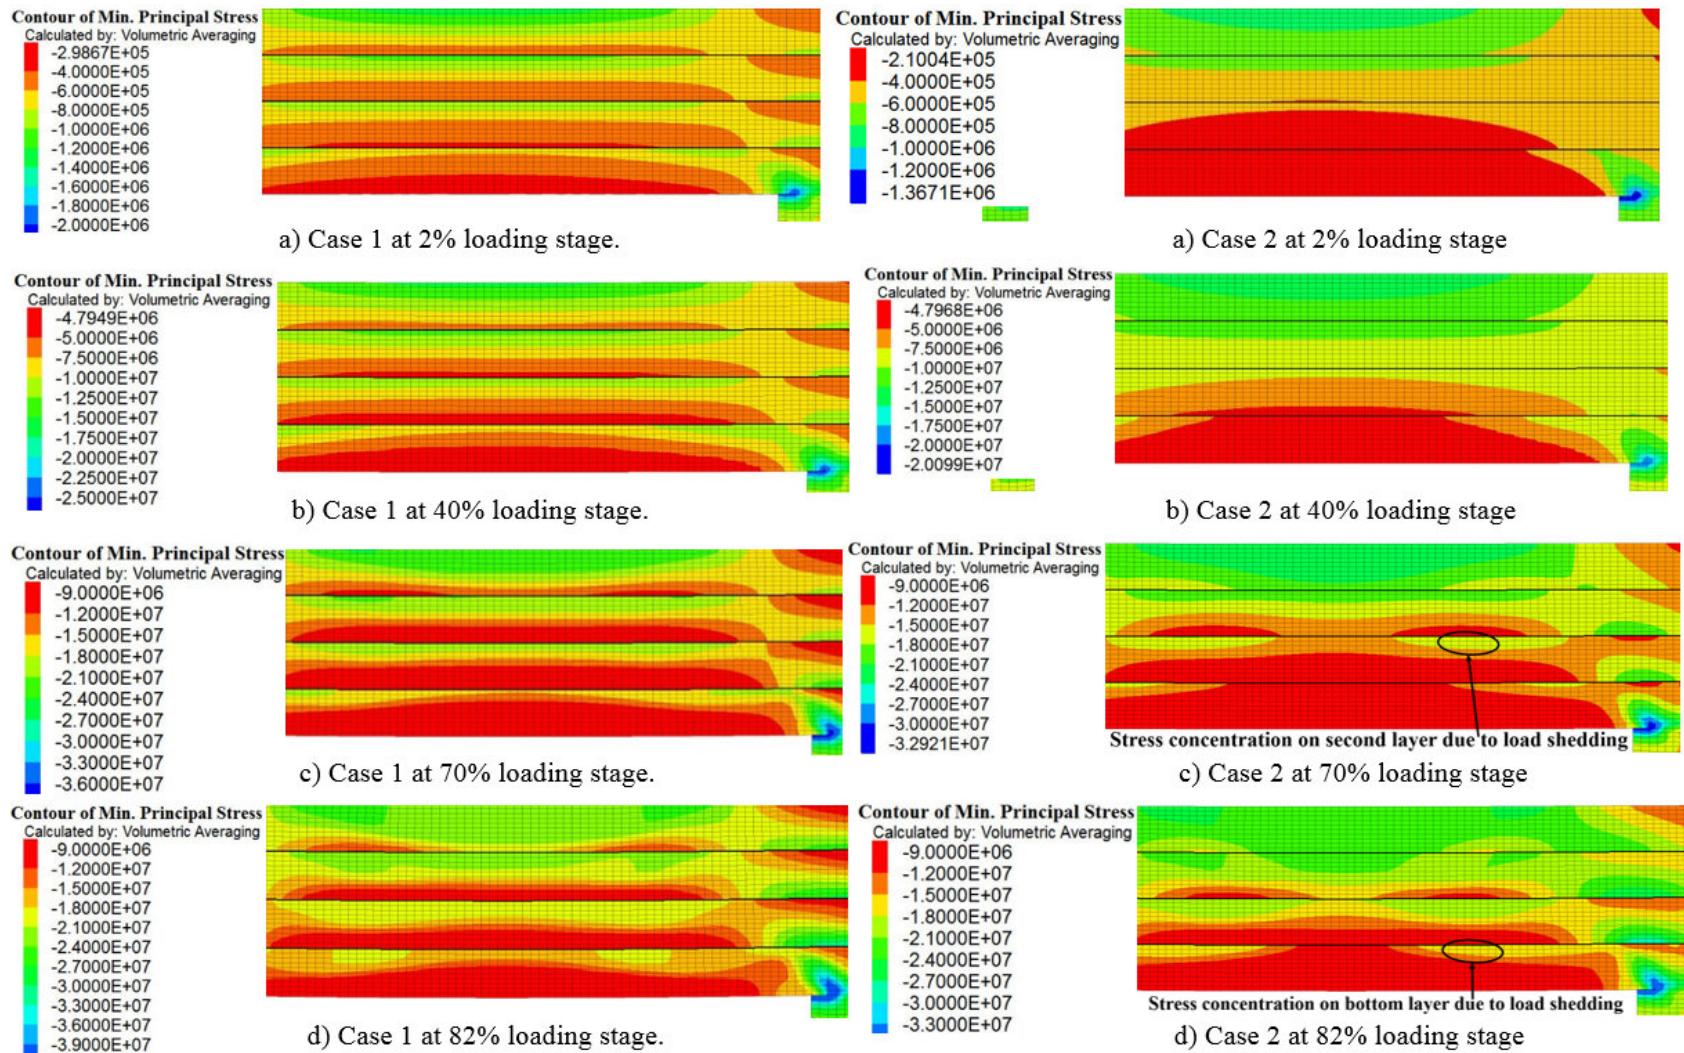 Contour of Min. Principal Stress
Calculated by: Volumetric Averaging
-2.9867E+05
-4.0000E+05
-6.0000E+05
-8.0000E+05
-1.0000E+06
-1.2000E+06
-1.4000E+06
-1.6000E+06
-1.8000E+06
-2.0000E+06
a) Case 1 at 2% loading stage.
Contour of Min. Principal Stress
Calculated by: Volumetric Averaging
-2.1004E+05
-4.0000E+05
-6.0000E+05
-8.0000E+05
-1.0000E+06
-1.2000E+06
-1.3671E+06
a) Case 2 at 2% loading stage
Contour of Min. Principal Stress
Calculated by: Volumetric Averaging
-4.7949E+06
-5.0000E+06
-7.5000E+06
-1.0000E+07
-1.2500E+07
-1.5000E+07
-1.7500E+07
-2.0000E+07
-2.2500E+07
-2.5000E+07
b) Case 1 at 40% loading stage.
Contour of Min. Principal Stress
Calculated by: Volumetric Averaging
-4.7968E+06
-5.0000E+06
-7.5000E+06
-1.0000E+07
-1.2500E+07
-1.5000E+07
-1.7500E+07
-2.0000E+07
-2.0099E+07
b) Case 2 at 40% loading stage
Contour of Min. Principal Stress
Calculated by: Volumetric Averaging
-9.0000E+06
-1.2000E+07
-1.5000E+07
-1.8000E+07
-2.1000E+07
-2.4000E+07
-2.7000E+07
-3.0000E+07
-3.3000E+07
-3.6000E+07
c) Case 1 at 70% loading stage.
Contour of Min. Principal Stress
Calculated by: Volumetric Averaging
-9.0000E+06
-1.2000E+07
-1.5000E+07
-1.8000E+07
-2.1000E+07
-2.4000E+07
-2.7000E+07
-3.0000E+07
-3.2921E+07
Stress concentration on second layer due to load shedding
c) Case 2 at 70% loading stage
Contour of Min. Principal Stress
Calculated by: Volumetric Averaging
-9.0000E+06
-1.2000E+07
-1.5000E+07
-1.8000E+07
-2.1000E+07
-2.4000E+07
-2.7000E+07
-3.0000E+07
-3.3000E+07
-3.6000E+07
-3.9000E+07
d) Case 1 at 82% loading stage.
Contour of Min. Principal Stress
Calculated by: Volumetric Averaging
-9.0000E+06
-1.2000E+07
-1.5000E+07
-1.8000E+07
-2.1000E+07
-2.4000E+07
-2.7000E+07
-3.0000E+07
-3.3000E+07
Stress concentration on bottom layer due to load shedding
d) Case 2 at 82% loading stage